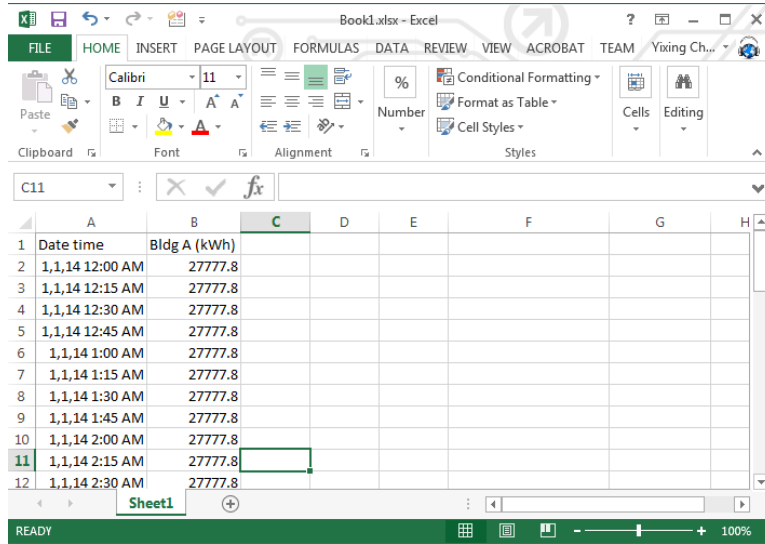 Book1.xlsx - Excel
FILE HOME INSERT PAGE LAYOUT FORMULAS DATA REVIEW VIEW ACROBAT TEAM Yixing Ch...
Calibri 11 % Conditional Formatting
B I U A A Format as Table
Paste Number Cell Styles Cells Editing
A
Clipboard Font Alignment Styles
C11 fx
A B C D E F G H
1 Date time Bldg A (kWh)
2 1,1,14 12:00 AM 27777.8
3 1,1,14 12:15 AM 27777.8
4 1,1,14 12:30 AM 27777.8
5 1,1,14 12:45 AM 27777.8
6 1,1,14 1:00 AM 27777.8
7 1,1,14 1:15 AM 27777.8
8 1,1,14 1:30 AM 27777.8
9 1,1,14 1:45 AM 27777.8
10 1,1,14 2:00 AM 27777.8
11 1,1,14 2:15 AM 27777.8
12 1,1,14 2:30 AM 27777.8
Sheet1
READY 100%